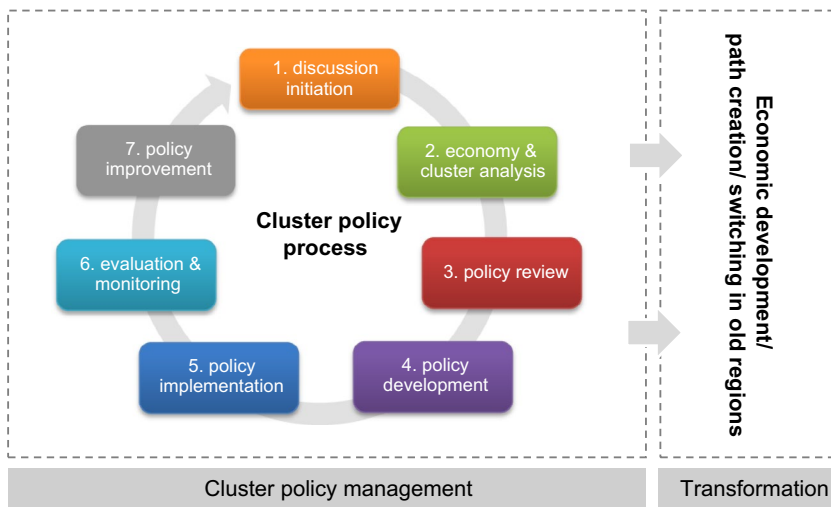 1. discussion
initiation
2. economy &
cluster analysis
3. policy review
4. policy
development
5. policy
implementation
6. evaluation &
monitoring
7. policy
improvement
Cluster policy
process
Economic development/
path creation/ switching in old regions
Cluster policy management
Transformation